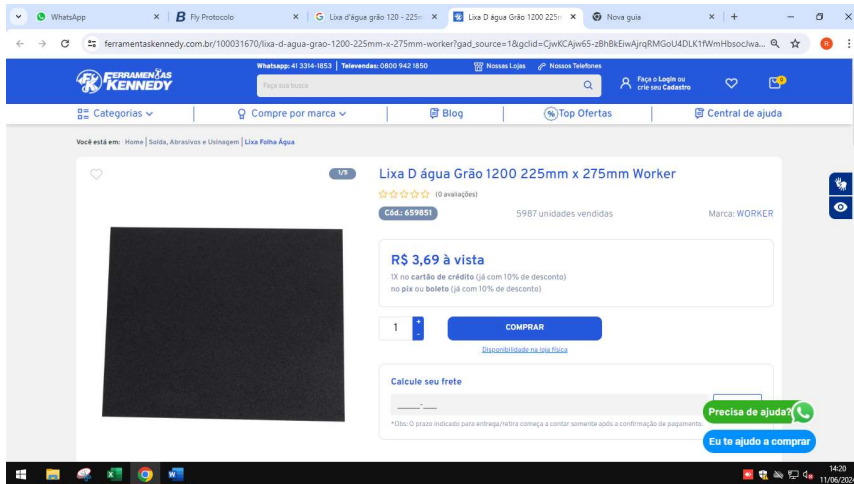 WhatsApp
Fly Protocolo
Lixa d'água grão 120 - 225m
Lixa D água Grão 1200 225m
Nova guia
ferramentaskennedy.com.br/100031670/lixa-d-agua-grao-1200-225mm-x-275mm-worker?gad_source=1&gclid=CjwKCAjw65-zBhBkEiwAjrqRMGoU4DLK1fWmHbsocJwa...
R
FK FERRAMENTAS KENNEDY
Whatsapp: 41 3314-1853 | Televendas: 0800 942 1850
Nossas Lojas
Nossos Telefones
Faça sua busca
Faça o Login ou
crie seu Cadastro
0
Categorias
Compre por marca
Blog
Top Ofertas
Central de ajuda
Você está em: Home | Solda, Abrasivos e Usinagem | Lixa Folha Água
1/5
Lixa D água Grão 1200 225mm x 275mm Worker
(0 avaliações)
Cód.: 659851
5987 unidades vendidas
Marca: WORKER
R$ 3,69 à vista
1X no cartão de crédito (já com 10% de desconto)
no pix ou boleto (já com 10% de desconto)
1
+
-
COMPRAR
Disponibilidade na loja física
Calcule seu frete
_____-___
*Obs: O prazo indicado para entrega/retira começa a contar somente após a confirmação de pagamento.
Precisa de ajuda?
Eu te ajudo a comprar
14:20
11/06/2024